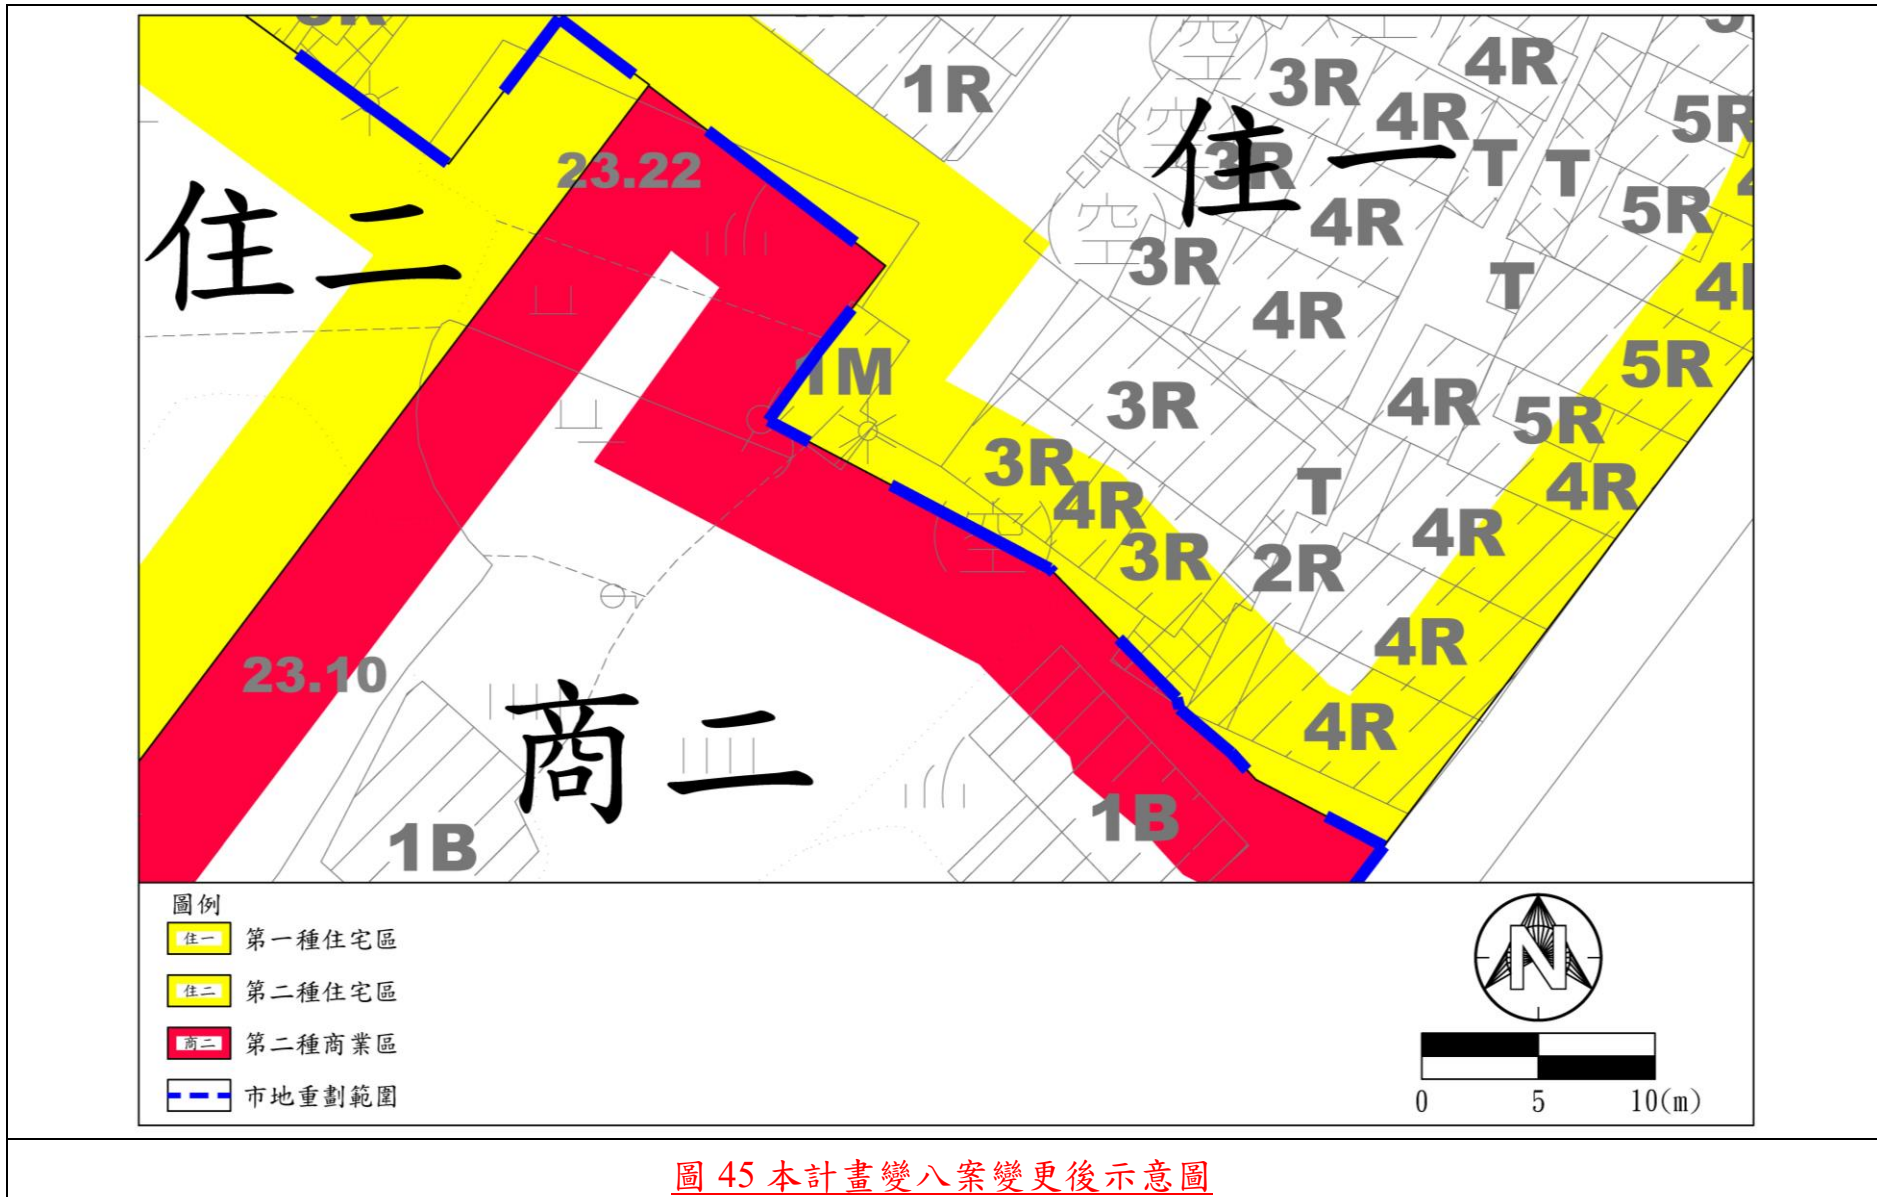 1R
空
3R
4R
4R
5R
空
23.22
3R
住一
T
T
住二
空
4R
5R
3R
T
4R
1M
5R
3R
4R
5R
3R
4R
空
3R
T
4R
4R
2R
4R
23.10
4R
商二
1B
1B
圖例
住一 第一種住宅區
住二 第二種住宅區
商二 第二種商業區
市地重劃範圍
N
0 5 10(m)
圖 45 本計畫變八案變更後示意圖